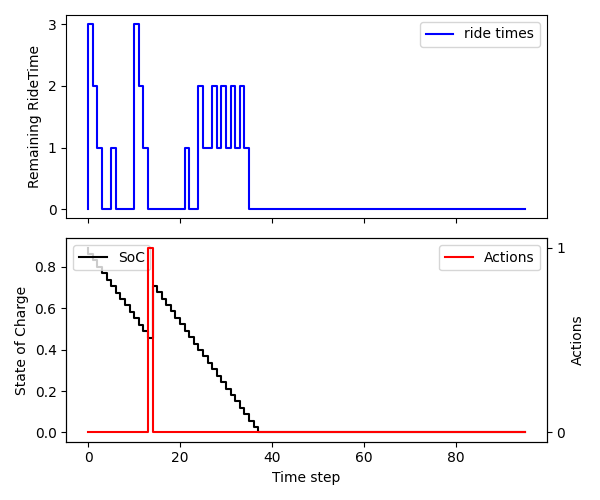 3
2
1
0
Remaining RideTime
ride times
0.8
0.6
0.4
0.2
0.0
State of Charge
SoC
Actions
1
0
Actions
0 20 40 60 80
Time step